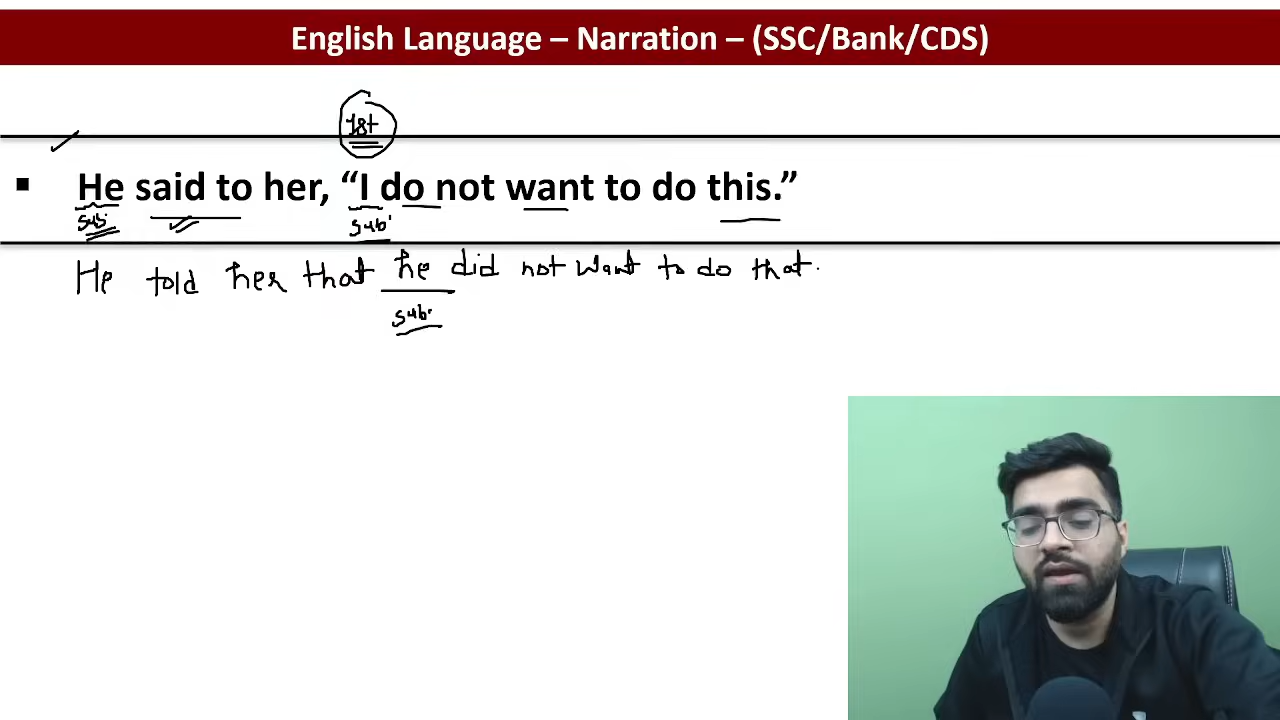 English Language – Narration – (SSC/Bank/CDS)
1st
▪ He said to her, “I do not want to do this.”
sub. sub.
He told her that he did not want to do that.
sub.